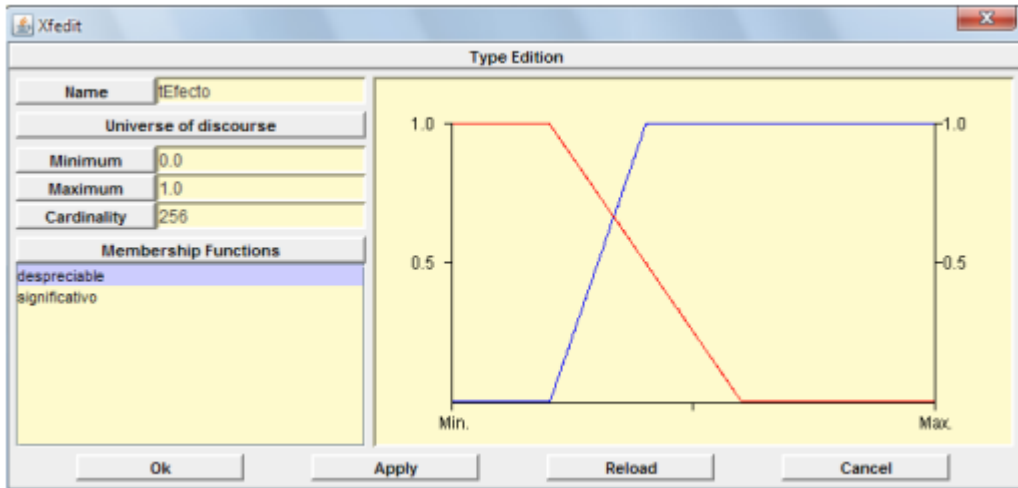 Xfedit
Type Edition
Name tEfecto
Universe of discourse
Minimum 0.0
Maximum 1.0
Cardinality 256
Membership Functions
despreciable
significativo
1.0 1.0
0.5 0.5
Min. Max.
Ok Apply Reload Cancel